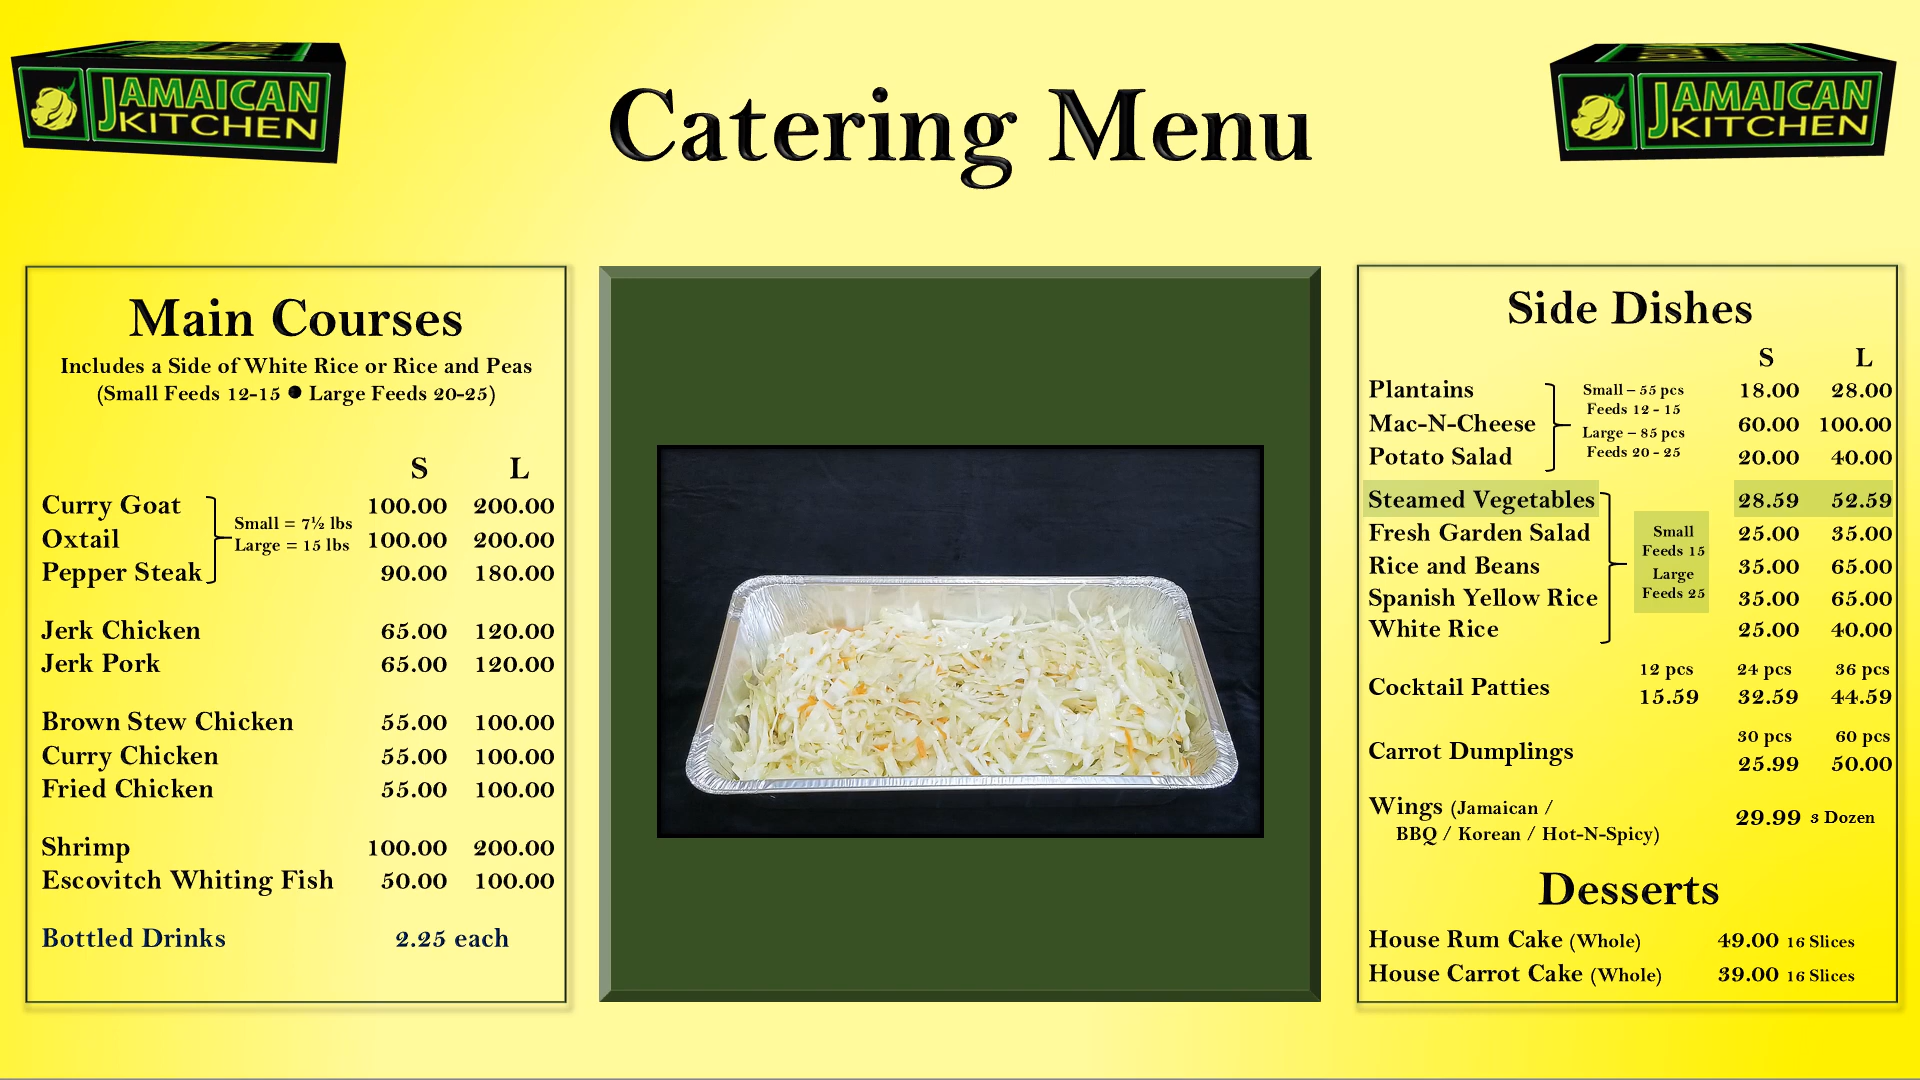 JAMAICAN
KITCHEN
Catering Menu
JAMAICAN
KITCHEN
Main Courses
Includes a Side of White Rice or Rice and Peas
(Small Feeds 12-15 ● Large Feeds 20-25)
S L
Curry Goat 100.00 200.00
Small = 7½ lbs
Oxtail 100.00 200.00
Large = 15 lbs
Pepper Steak 90.00 180.00
Jerk Chicken 65.00 120.00
Jerk Pork 65.00 120.00
Brown Stew Chicken 55.00 100.00
Curry Chicken 55.00 100.00
Fried Chicken 55.00 100.00
Shrimp 100.00 200.00
Escovitch Whiting Fish 50.00 100.00
Bottled Drinks 2.25 each
Side Dishes
S L
Plantains Small – 55 pcs 18.00 28.00
Feeds 12 - 15
Mac-N-Cheese Large – 85 pcs 60.00 100.00
Potato Salad Feeds 20 - 25 20.00 40.00
Steamed Vegetables 28.59 52.59
Fresh Garden Salad Small 25.00 35.00
Feeds 15
Rice and Beans Large 35.00 65.00
Spanish Yellow Rice Feeds 25 35.00 65.00
White Rice 25.00 40.00
12 pcs 24 pcs 36 pcs
Cocktail Patties 15.59 32.59 44.59
30 pcs 60 pcs
Carrot Dumplings 25.99 50.00
Wings (Jamaican / 29.99 3 Dozen
BBQ / Korean / Hot-N-Spicy)
Desserts
House Rum Cake (Whole) 49.00 16 Slices
House Carrot Cake (Whole) 39.00 16 Slices